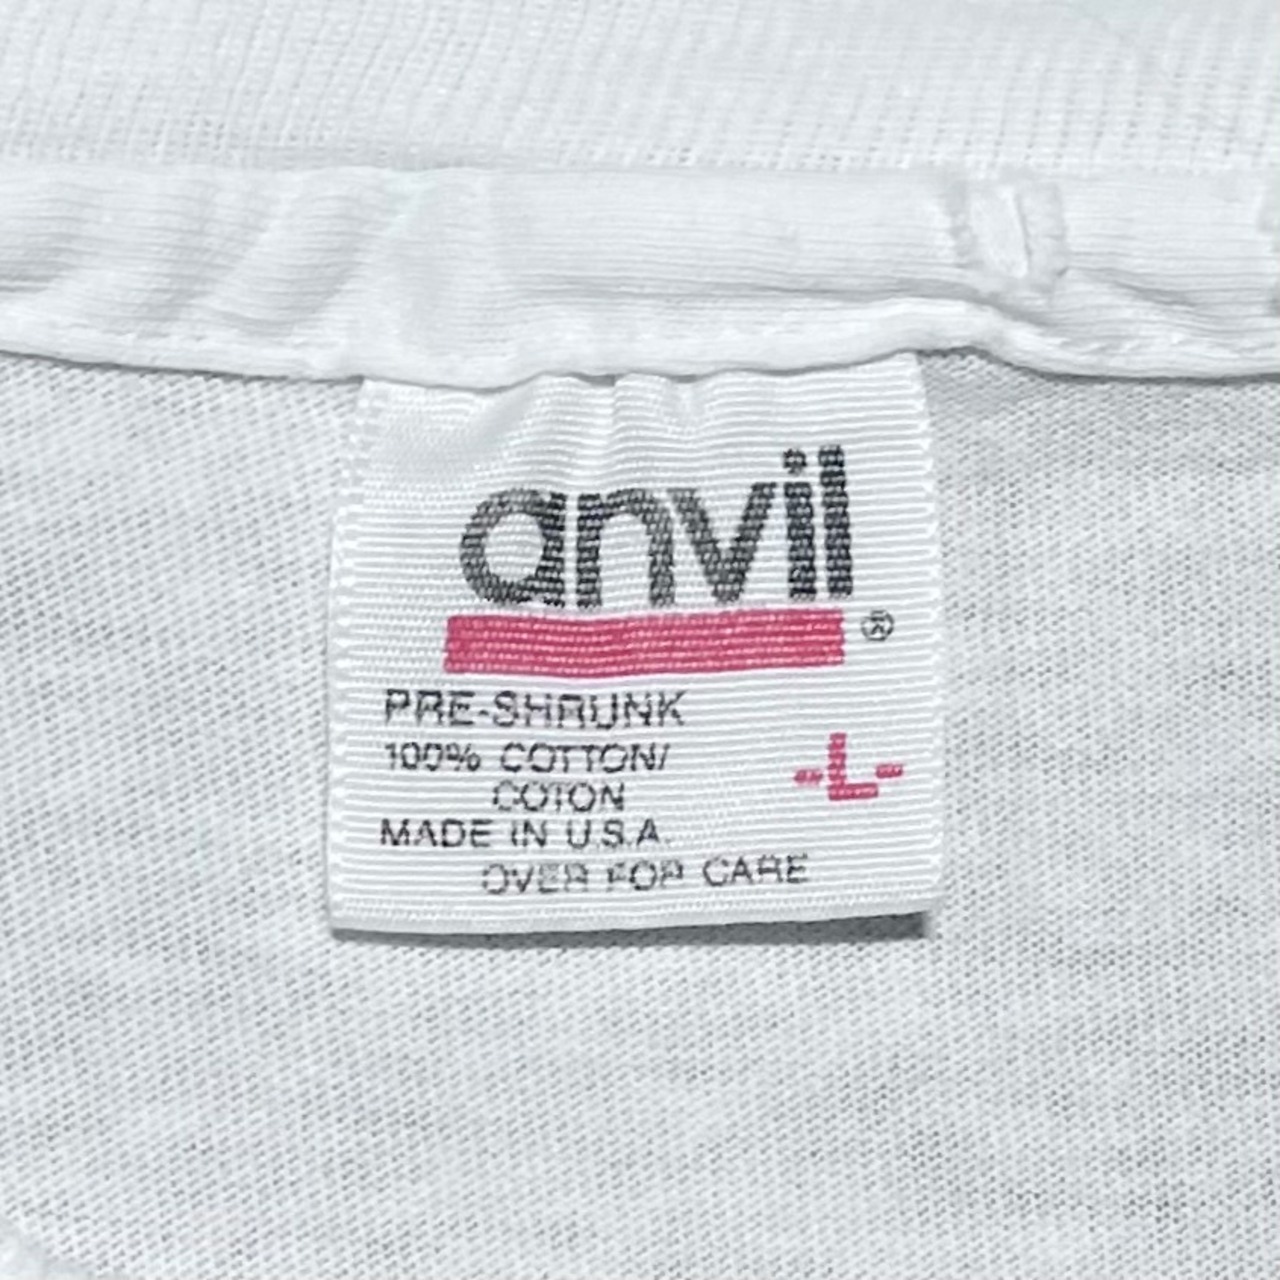 anvil
®
PRE-SHRUNK
100% COTTON/
COTON
-L-
MADE IN U.S.A.
OVER FOR CARE